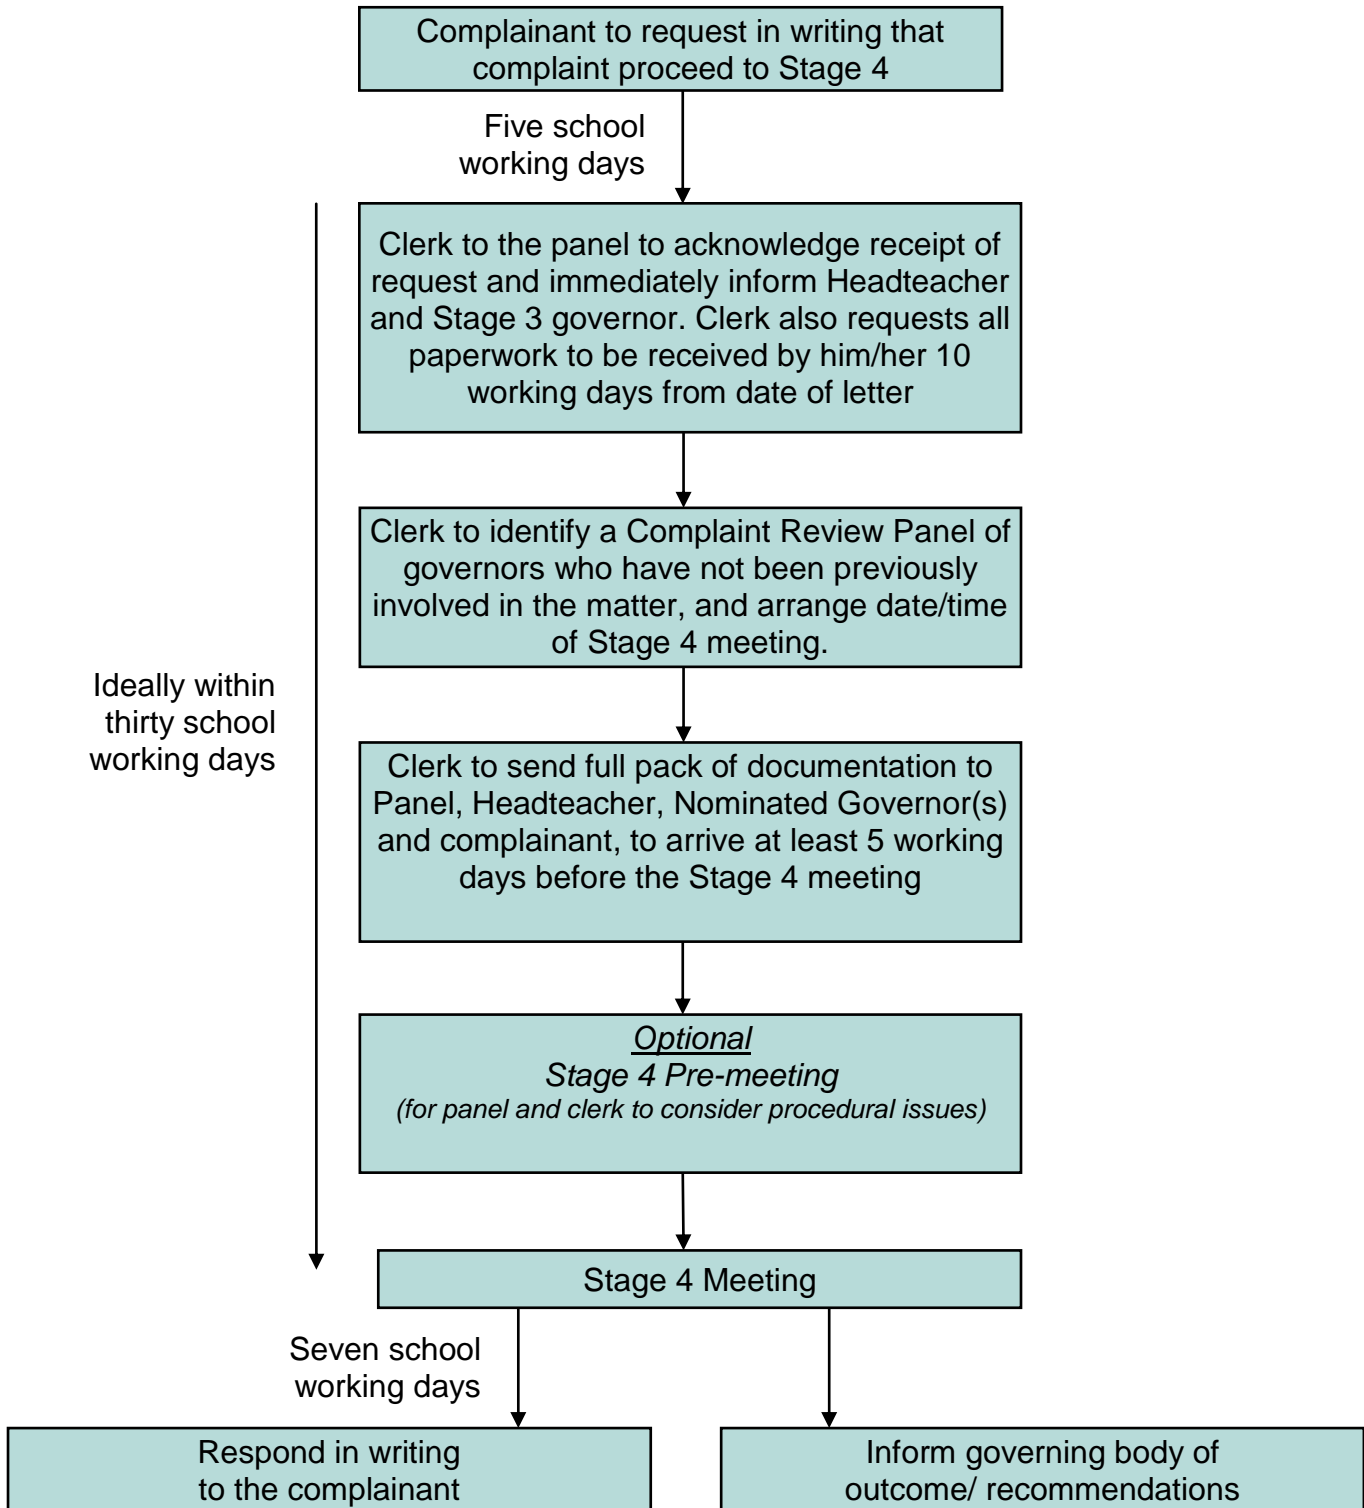 Complainant to request in writing that
complaint proceed to Stage 4
Five school
working days
Clerk to the panel to acknowledge receipt of
request and immediately inform Headteacher
and Stage 3 governor. Clerk also requests all
paperwork to be received by him/her 10
working days from date of letter
Clerk to identify a Complaint Review Panel of
governors who have not been previously
involved in the matter, and arrange date/time
of Stage 4 meeting.
Ideally within
thirty school
working days
Clerk to send full pack of documentation to
Panel, Headteacher, Nominated Governor(s)
and complainant, to arrive at least 5 working
days before the Stage 4 meeting
Optional
Stage 4 Pre-meeting
(for panel and clerk to consider procedural issues)
Stage 4 Meeting
Seven school
working days
Respond in writing
to the complainant
Inform governing body of
outcome/ recommendations